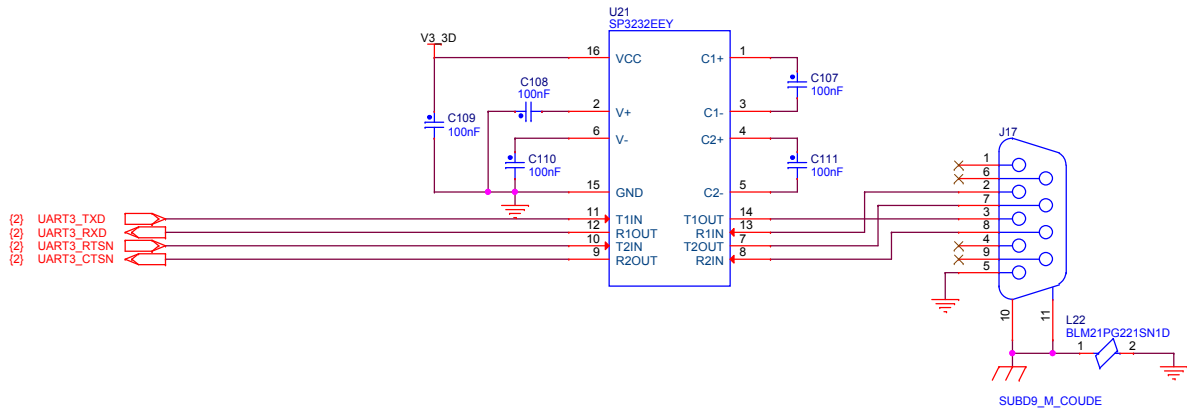 U21
SP3232EEY
V3_3D
16 VCC C1+ 1
C107
100nF
C108
100nF
2 V+ C1- 3
C109
100nF
6 V- C2+ 4
C110
100nF
C111
100nF
15 GND C2- 5
{2} UART3_TXD 11 T1IN T1OUT 14
{2} UART3_RXD 12 R1OUT R1IN 13
{2} UART3_RTSN 10 T2IN T2OUT 7
{2} UART3_CTSN 9 R2OUT R2IN 8
J17
1
6
2
7
3
8
4
9
5
10
11
L22
BLM21PG221SN1D
1 2
SUBD9_M_COUDE